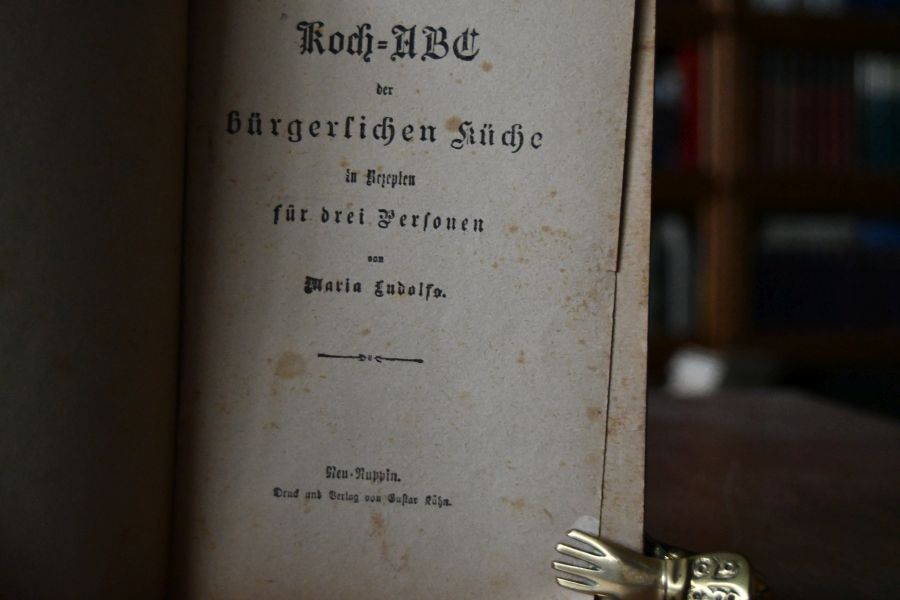 Koch=ABC
der
bürgerlichen Küche
in Rezepten
für drei Personen
von
Maria Ludolfs.
Neu-Ruppin.
Druck und Verlag von Gustav Kühn.